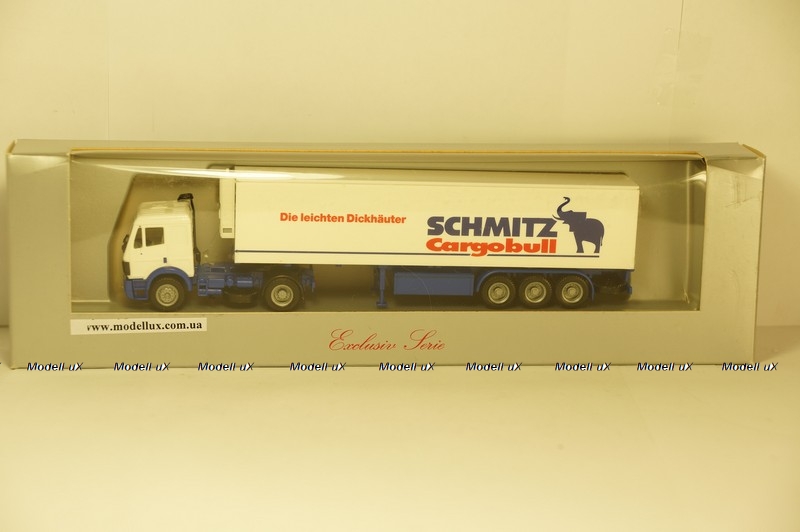 Die leichten Dickhäuter
SCHMITZ
Cargobull
www.modellux.com.ua
Exclusiv Serie
Modell uX Modell uX Modell uX Modell uX Modell uX Modell uX Modell uX Modell uX Modell uX